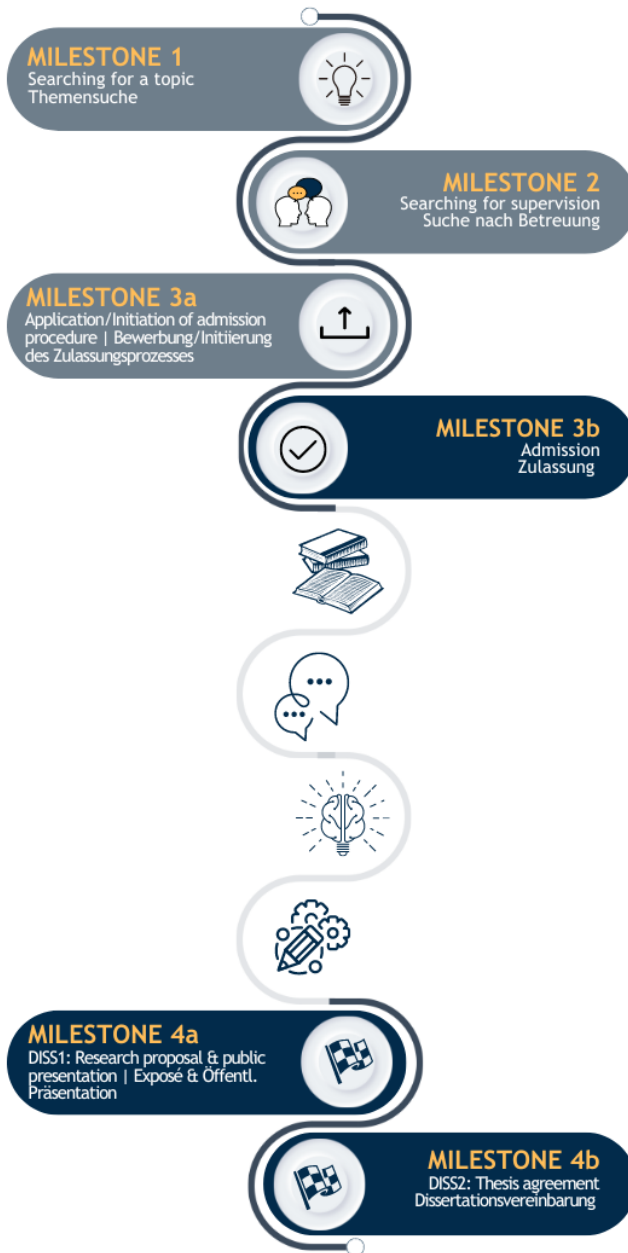 MILESTONE 1
Searching for a topic
Themensuche
MILESTONE 2
Searching for supervision
Suche nach Betreuung
MILESTONE 3a
Application/Initiation of admission
procedure | Bewerbung/Initiierung
des Zulassungsprozesses
MILESTONE 3b
Admission
Zulassung
MILESTONE 4a
DISS1: Research proposal & public
presentation | Exposé & Öffentl.
Präsentation
MILESTONE 4b
DISS2: Thesis agreement
Dissertationsvereinbarung